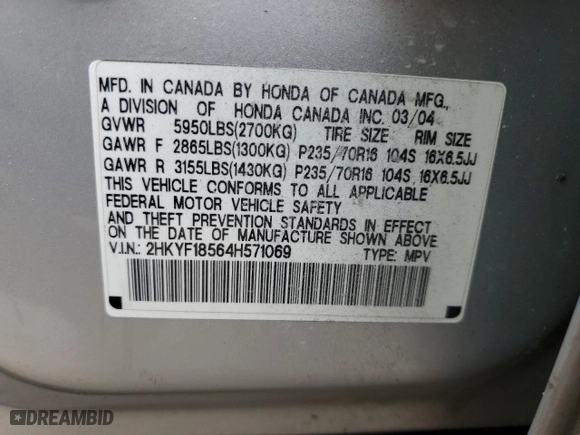 MFD. IN CANADA BY HONDA OF CANADA MFG.,
A DIVISION OF HONDA CANADA INC. 03/04
GVWR 5950LBS(2700KG) TIRE SIZE RIM SIZE
GAWR F 2865LBS(1300KG) P235/70R16 104S 16X6.5JJ
GAWR R 3155LBS(1430KG) P235/70R16 104S 16X6.5JJ
THIS VEHICLE CONFORMS TO ALL APPLICABLE
FEDERAL MOTOR VEHICLE SAFETY
AND THEFT PREVENTION STANDARDS IN EFFECT
ON THE DATE OF MANUFACTURE SHOWN ABOVE
V.I.N.: 2HKYF18564H571069 TYPE: MPV
DREAMBID